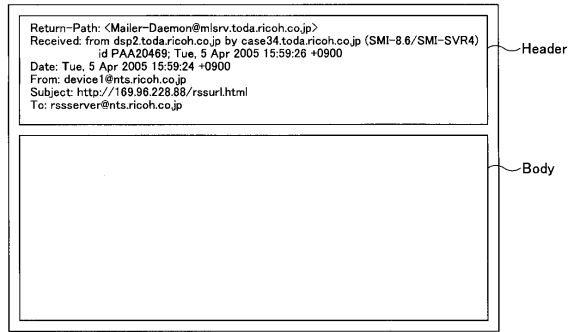 Return-Path: <Mailer-Daemon@mlsrv.toda.ricoh.co.jp>
Received: from dsp2.toda.ricoh.co.jp by case34.toda.ricoh.co.jp (SMI-8.6/SMI-SVR4)
id PAA20469; Tue, 5 Apr 2005 15:59:26 +0900
Date: Tue, 5 Apr 2005 15:59:24 +0900
From: device1@nts.ricoh.co.jp
Subject: http://169.96.228.88/rssurl.html
To: rssserver@nts.ricoh.co.jp
Header
Body